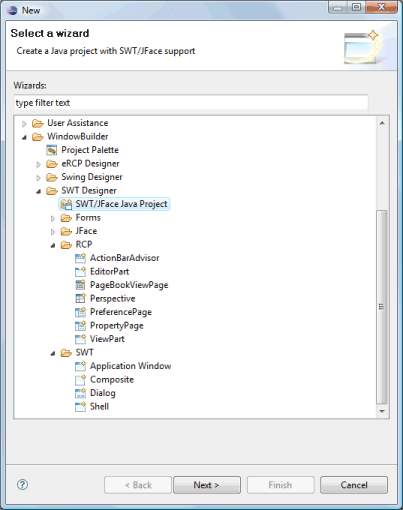 New
Select a wizard
Create a Java project with SWT/JFace support
Wizards:
type filter text
User Assistance
WindowBuilder
Project Palette
eRCP Designer
Swing Designer
SWT Designer
SWT/JFace Java Project
Forms
JFace
RCP
ActionBarAdvisor
EditorPart
PageBookViewPage
Perspective
PreferencePage
PropertyPage
ViewPart
SWT
Application Window
Composite
Dialog
Shell
? < Back Next > Finish Cancel